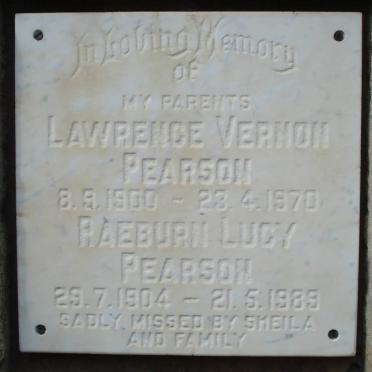 In Loving Memory
of
MY PARENTS
LAWRENCE VERNON
PEARSON
8.9.1900 - 23.4.1970
RAEBURN LUCY
PEARSON
29.7.1904 - 21.5.1989
SADLY MISSED BY SHEILA
AND FAMILY